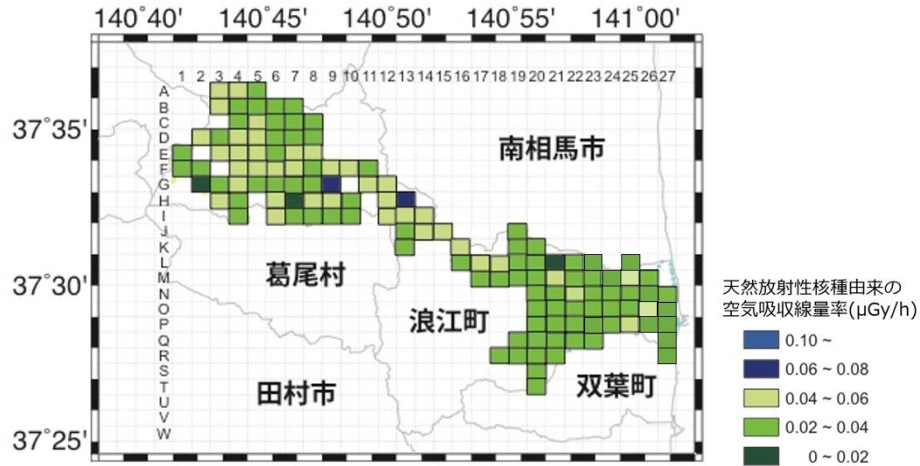 140˚40' 140˚45' 140˚50' 140˚55' 141˚00'
1 2 3 4 5 6 7 8 9 10 11 12 13 14 15 16 17 18 19 20 21 22 23 24 25 26 27
A
B
C
37˚35'
D
E
南相馬市
F
G
H
I
J
K
L
葛尾村
37˚30'
M
N
天然放射性核種由来の
O
空気吸収線量率(μGy/h)
浪江町
P
0.10 ~
Q
R
0.06 ~ 0.08
S
T
田村市
双葉町
0.04 ~ 0.06
U
V
0.02 ~ 0.04
W
37˚25'
0 ~ 0.02